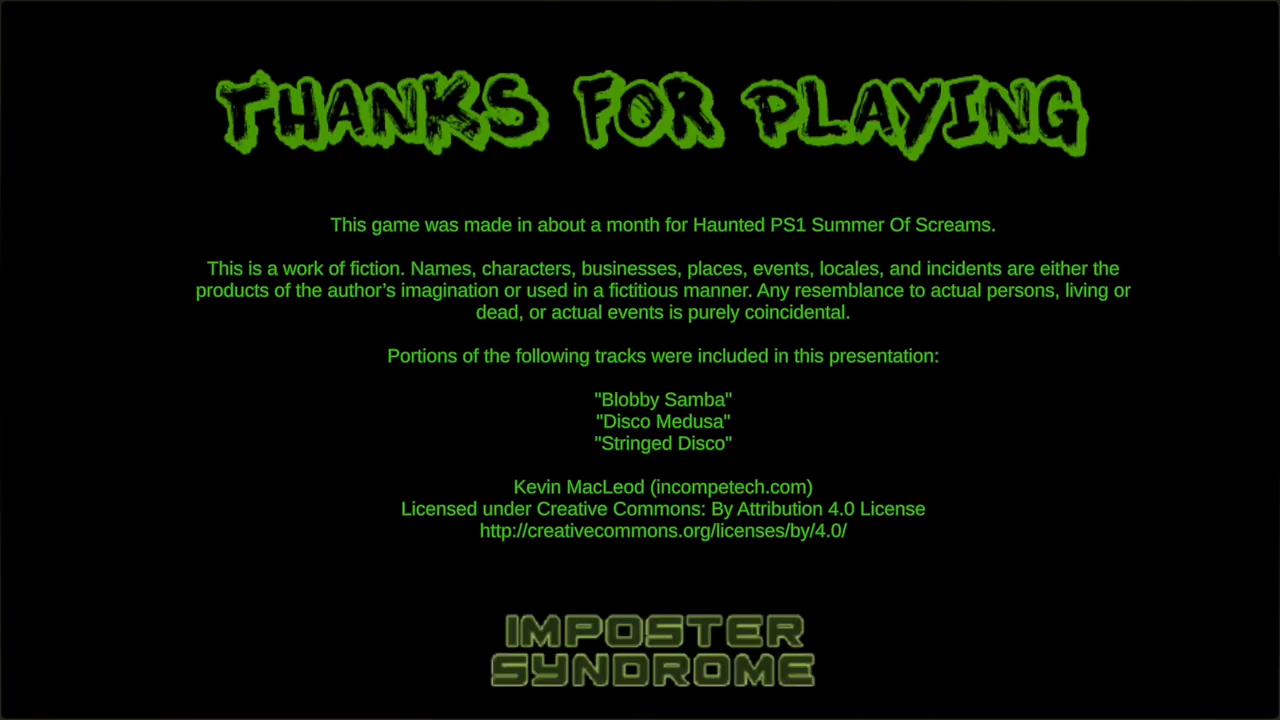 THANKS FOR PLAYING
This game was made in about a month for Haunted PS1 Summer Of Screams.
This is a work of fiction. Names, characters, businesses, places, events, locales, and incidents are either the
products of the author’s imagination or used in a fictitious manner. Any resemblance to actual persons, living or
dead, or actual events is purely coincidental.
Portions of the following tracks were included in this presentation:
"Blobby Samba"
"Disco Medusa"
"Stringed Disco"
Kevin MacLeod (incompetech.com)
Licensed under Creative Commons: By Attribution 4.0 License
http://creativecommons.org/licenses/by/4.0/
IMPOSTER
SYNDROME